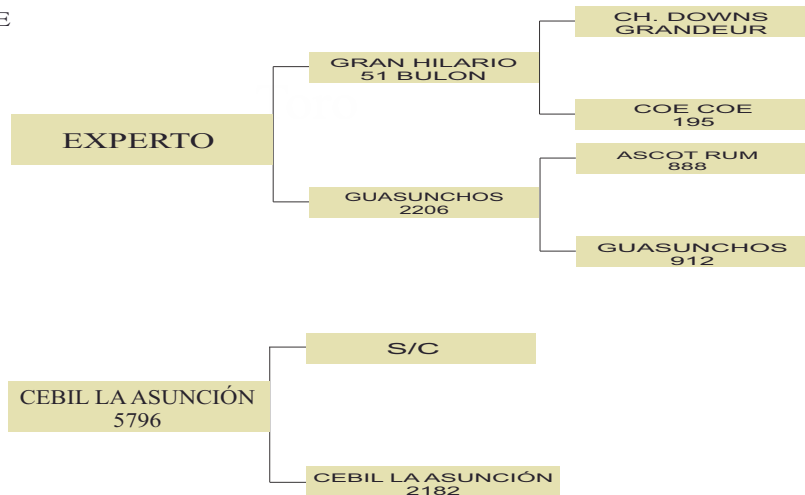 E
CH. DOWNS
GRANDEUR
GRAN HILARIO
51 BULON
COE COE
195
EXPERTO
ASCOT RUM
888
GUASUNCHOS
2206
GUASUNCHOS
912
S/C
CEBIL LA ASUNCIÓN
5796
CEBIL LA ASUNCIÓN
2182